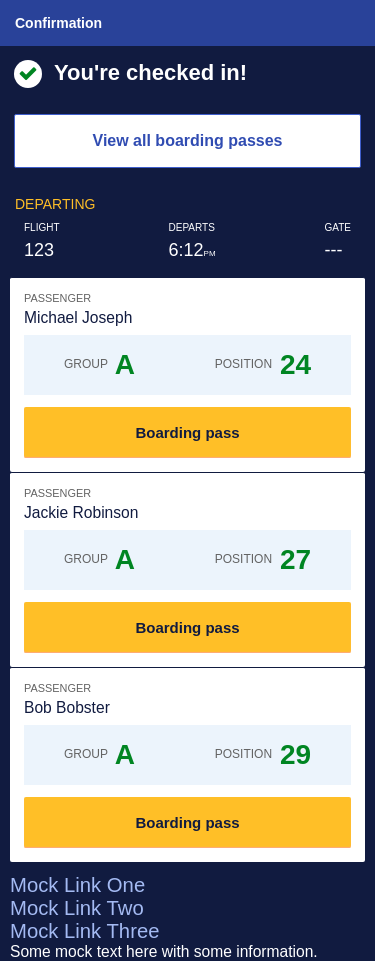 Confirmation
You're checked in!
View all boarding passes
DEPARTING
FLIGHT DEPARTS GATE
123 6:12PM ---
PASSENGER
Michael Joseph
GROUP A POSITION 24
Boarding pass
PASSENGER
Jackie Robinson
GROUP A POSITION 27
Boarding pass
PASSENGER
Bob Bobster
GROUP A POSITION 29
Boarding pass
Mock Link One
Mock Link Two
Mock Link Three
Some mock text here with some information.